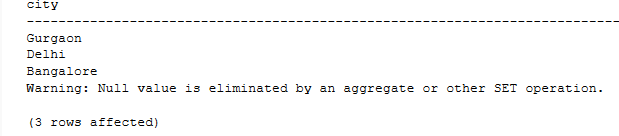 city
--------------------------------------------------------------------------------
Gurgaon
Delhi
Bangalore
Warning: Null value is eliminated by an aggregate or other SET operation.
(3 rows affected)